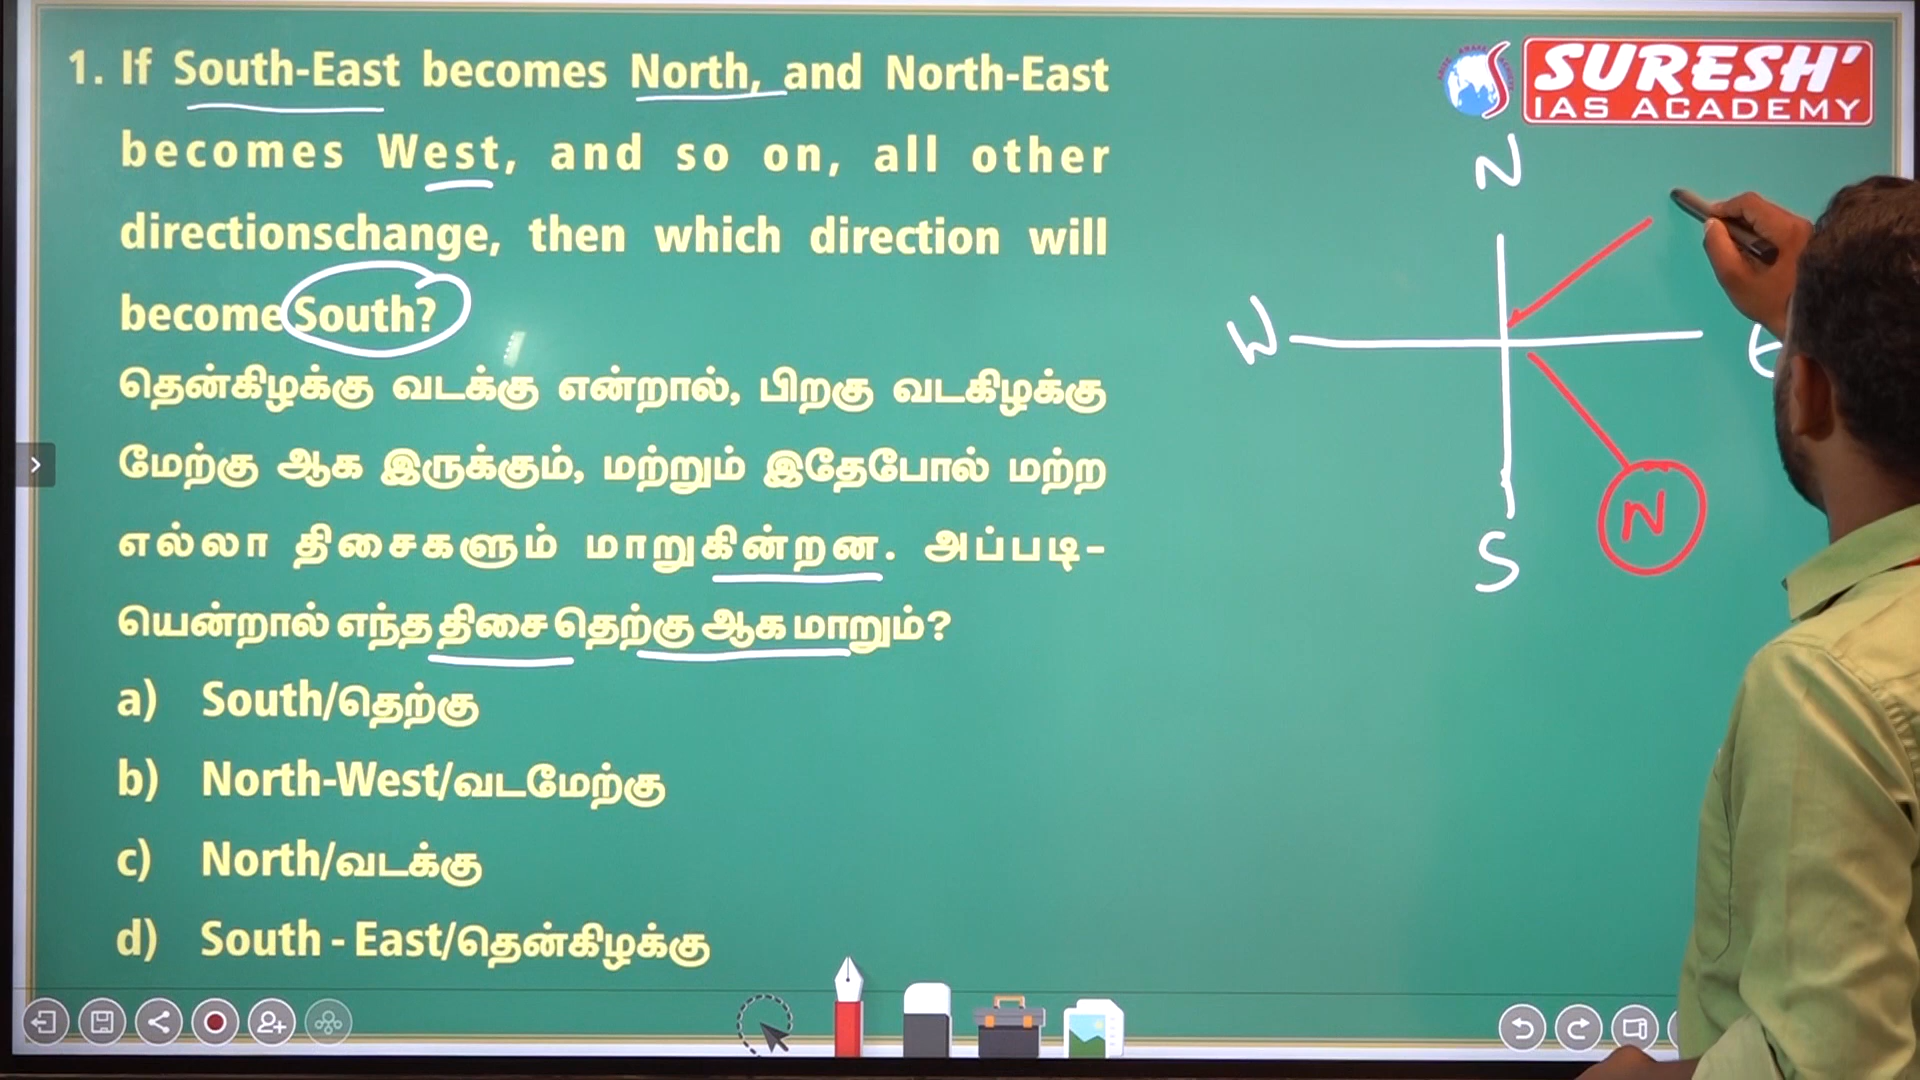 1. If South-East becomes North, and North-East
becomes West, and so on, all other
directionschange, then which direction will
become South?
தென்கிழக்கு வடக்கு என்றால், பிறகு வடகிழக்கு
மேற்கு ஆக இருக்கும், மற்றும் இதேபோல் மற்ற
எல்லா திசைகளும் மாறுகின்றன. அப்படி-
யென்றால் எந்த திசை தெற்கு ஆக மாறும்?
a) South/தெற்கு
b) North-West/வடமேற்கு
c) North/வடக்கு
d) South - East/தென்கிழக்கு
SURESH'
IAS ACADEMY
N
W
E
S
N